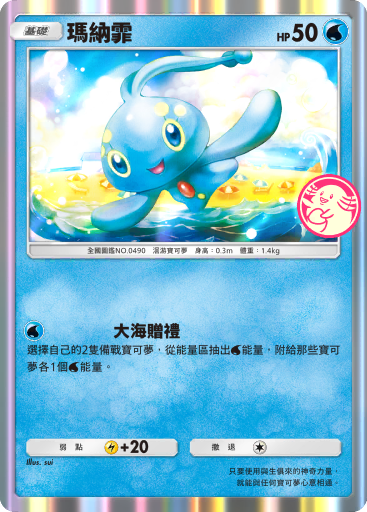 基礎 瑪納霏 HP 50
全國圖鑑NO.0490 洄游寶可夢 身高：0.3m 體重：1.4kg
大海贈禮
選擇自己的2隻備戰寶可夢，從能量區抽出能量，附給那些寶可
夢各1個能量。
弱點 +20 撤退
Illus. sui
只要使用與生俱來的神奇力量，
就能與任何寶可夢心意相通。